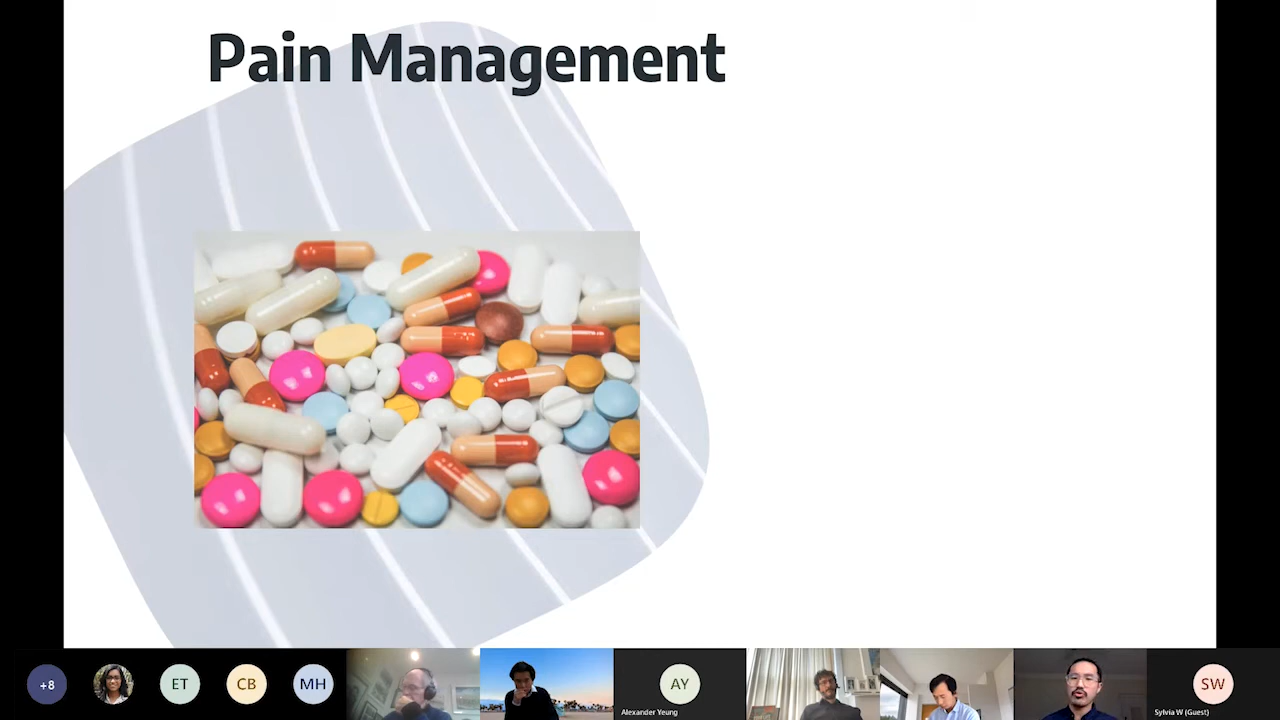 Pain Management
+8
ET
CB
MH
AY
Alexander Yeung
SW
Sylvia W (Guest)